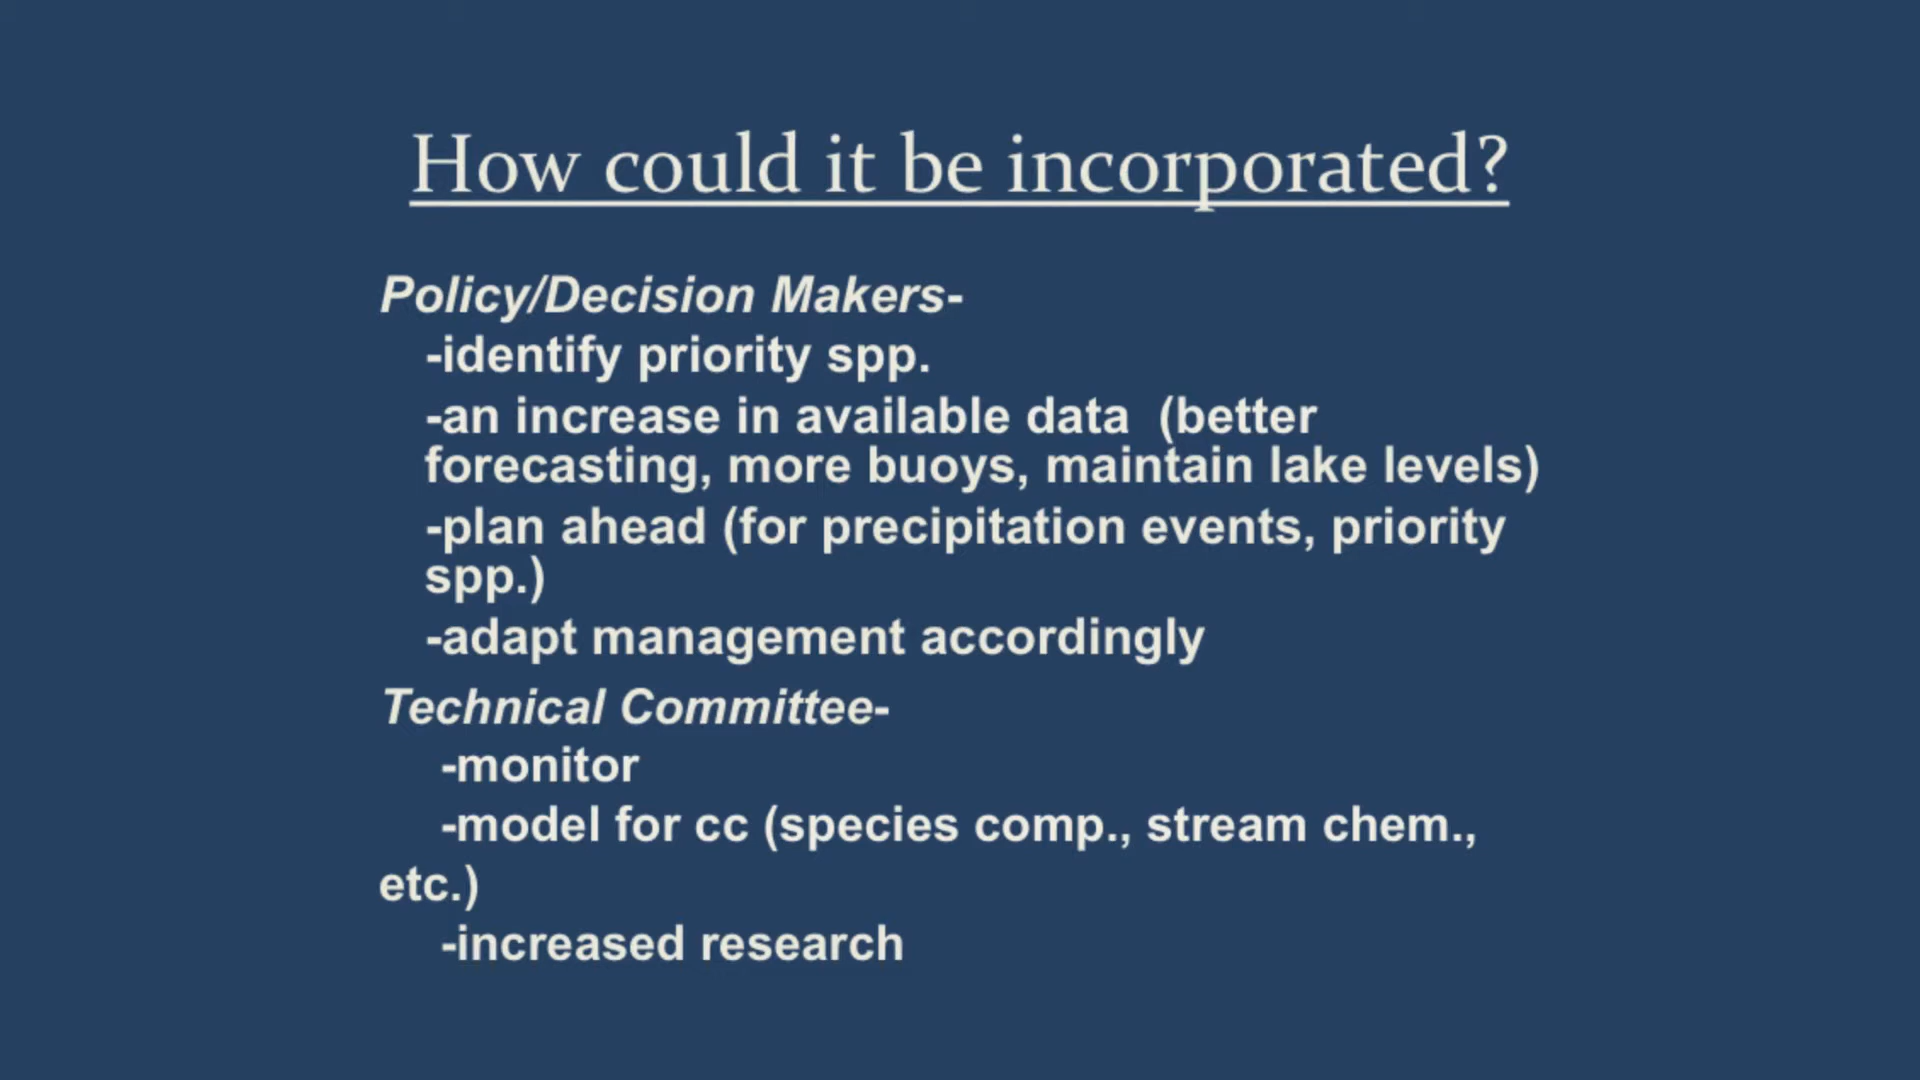 How could it be incorporated?
Policy/Decision Makers-
-identify priority spp.
-an increase in available data  (better
forecasting, more buoys, maintain lake levels)
-plan ahead (for precipitation events, priority
spp.)
-adapt management accordingly
Technical Committee-
-monitor
-model for cc (species comp., stream chem.,
etc.)
-increased research